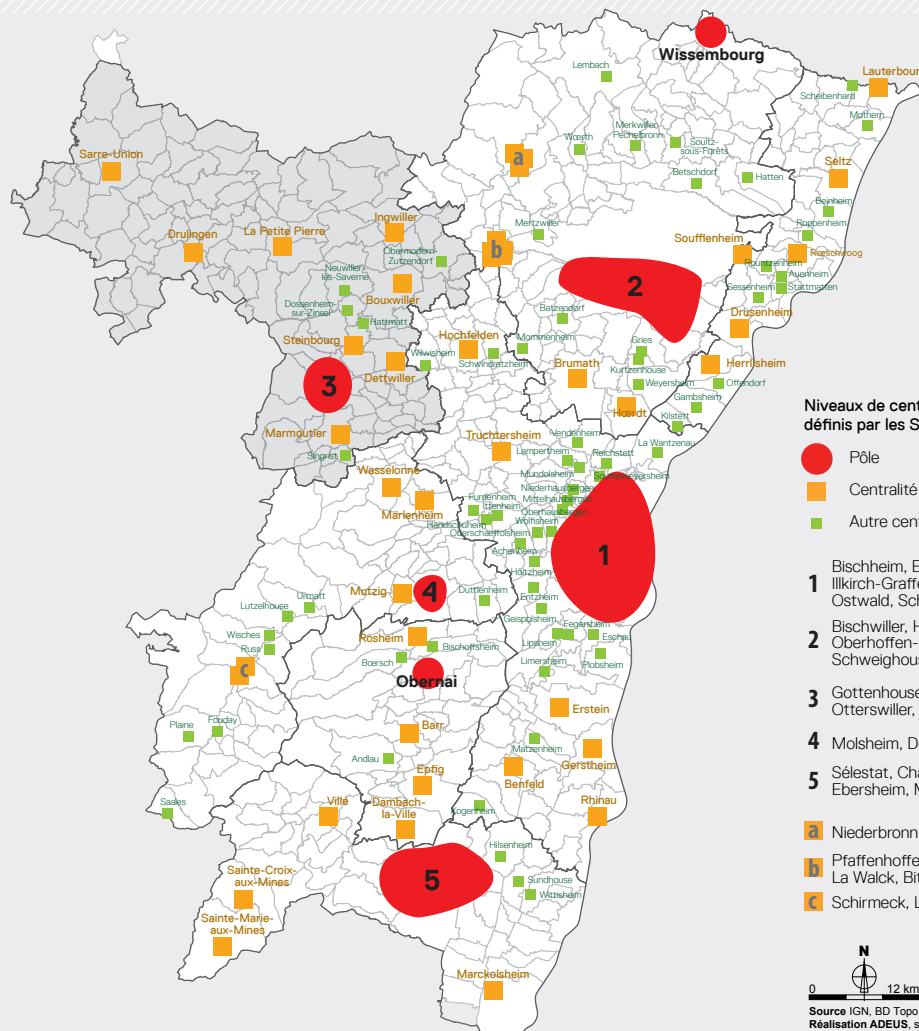 Wissembourg
Lembach
Lauterbour
Scheibenhard
Mothern
Merkwiller-
Pechelbronn
Wœrth
Soultz-
sous-Forêts
Sarre-Union
a
Betschdorf
Hatten
Seltz
Beinheim
Ingwiller
Mertzwiller
Roppenheim
Drulingen
La Petite Pierre
Soufflenheim
b
Obermodern-
Zutzendorf
Rœschwoog
Neuwiller-
lès-Saverne
Rountzenheim
Auenheim
2
Sessenheim
Stattmatten
Bouxwiller
Dossenheim-
sur-Zinsel
Batzendorf
Drusenheim
Hattmatt
Steinbourg
Hochfelden
Mommenheim
Gries
Wilwisheim
Schwindratzheim
Kurtzenhouse
Brumath
Herrlisheim
Dettwiller
3
Weyersheim
Offendorf
Gambsheim
Hœrdt
Kilstett
Marmoutier
Truchtersheim
Vendenheim
La Wantzenau
Singrist
Lampertheim
Reichstett
Wasselonne
Mundolsheim
Souffelweyersheim
Niederhausbergen
Marlenheim
Furdenheim
Mittelhausbergen
Ittenheim
Oberhausbergen
Handschuheim
Wolfisheim
Oberschaeffolsheim
Achenheim
1
Holtzheim
Mutzig
4
Duttlenheim
Entzheim
Urmatt
Lutzelhouse
Geispolsheim
Fegersheim
Wisches
Rosheim
Bischoffsheim
Lipsheim
Eschau
Russ
Bœrsch
Limersheim
Plobsheim
c
Obernai
Erstein
Plaine
Fouday
Barr
Matzenheim
Andlau
Gerstheim
Epfig
Benfeld
Saales
Villé
Dambach-
la-Ville
Kogenheim
Rhinau
Hilsenheim
Sainte-Croix-
aux-Mines
5
Sundhouse
Wittisheim
Sainte-Marie-
aux-Mines
Marckolsheim
Niveaux de cent
définis par les S
Pôle
Centralité
Autre cent
1 Bischheim, E
Illkirch-Graffe
Ostwald, Sch
2 Bischwiller, H
Oberhoffen-
Schweighous
3 Gottenhouse
Otterswiller,
4 Molsheim, D
5 Sélestat, Cha
Ebersheim, M
a Niederbronn
b Pfaffenhoffe
La Walck, Bit
c Schirmeck, L
N
0 12 km
Source IGN, BD Topo
Réalisation ADEUS, s